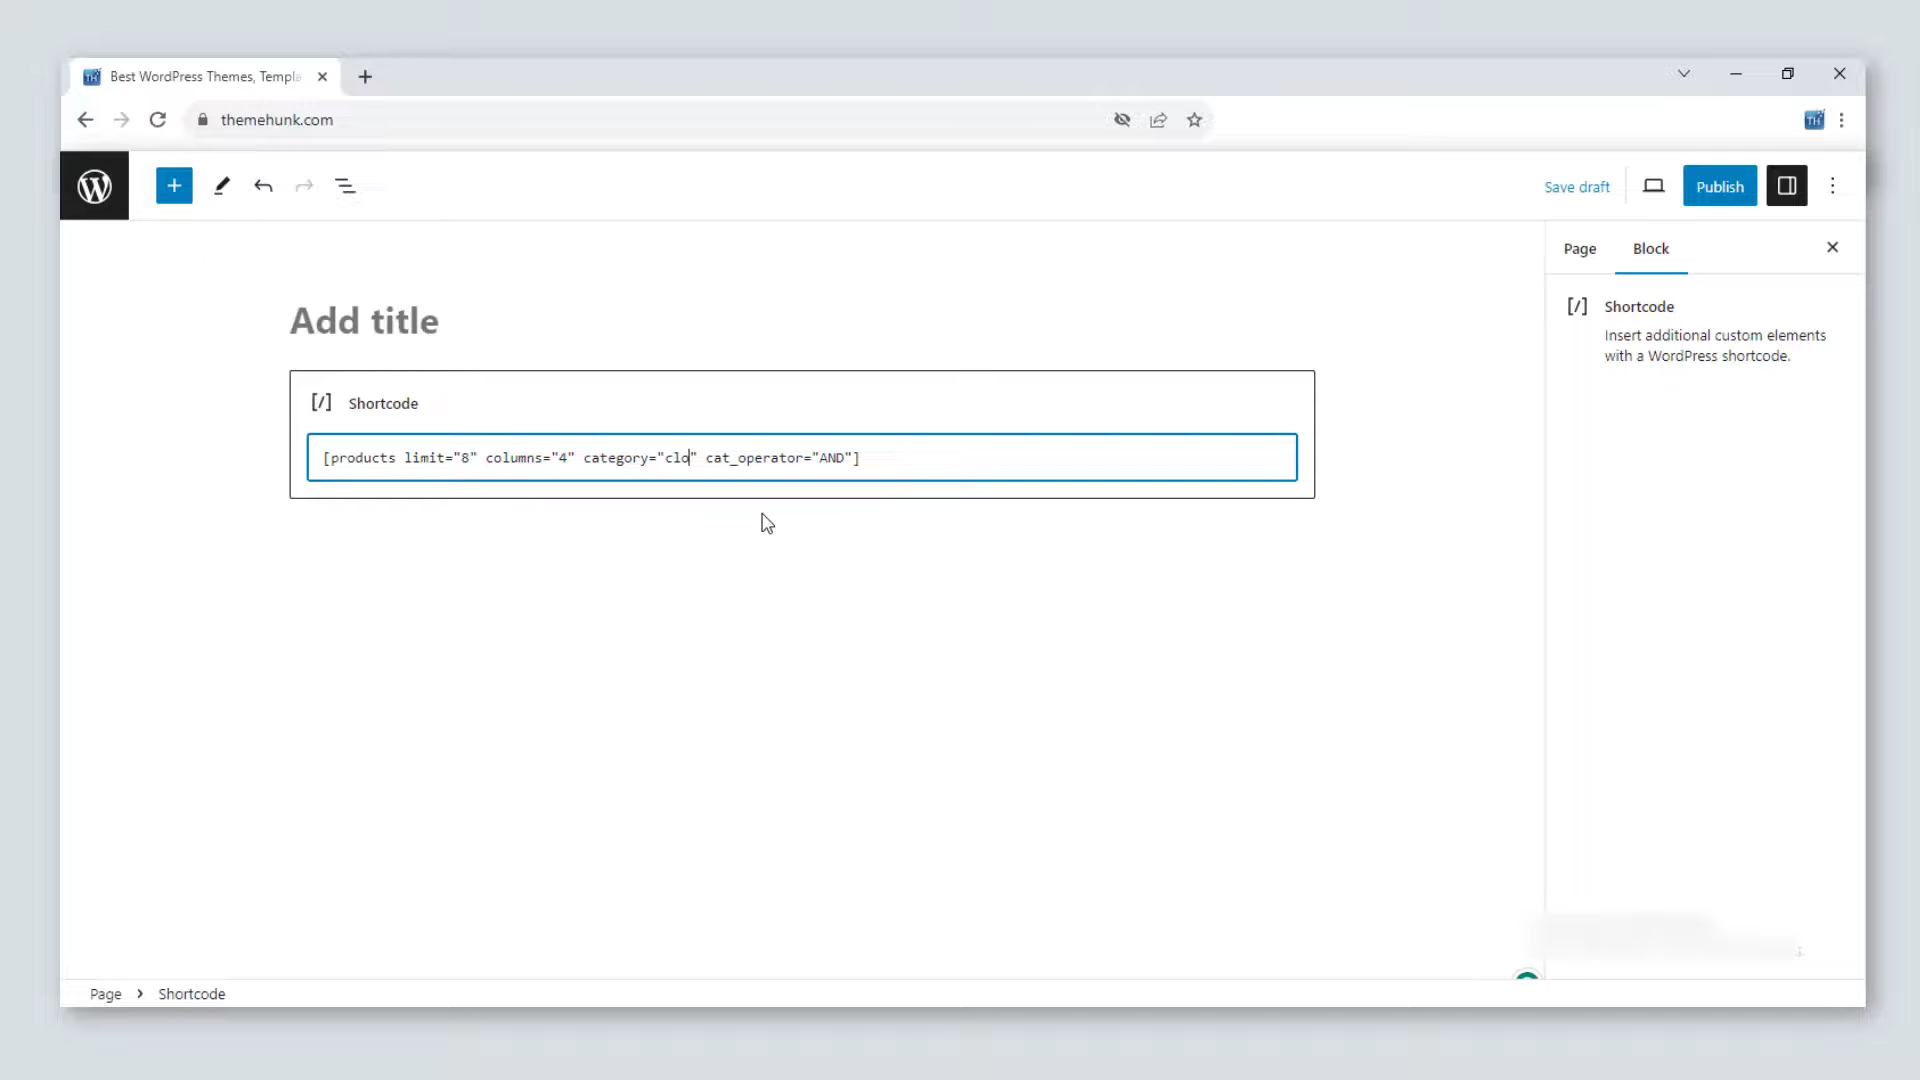 Best WordPress Themes, Templa
themehunk.com
Save draft
Publish
Page
Block
[/] Shortcode
Insert additional custom elements
with a WordPress shortcode.
Add title
[/] Shortcode
[products limit="8" columns="4" category="clo" cat_operator="AND"]
Page > Shortcode